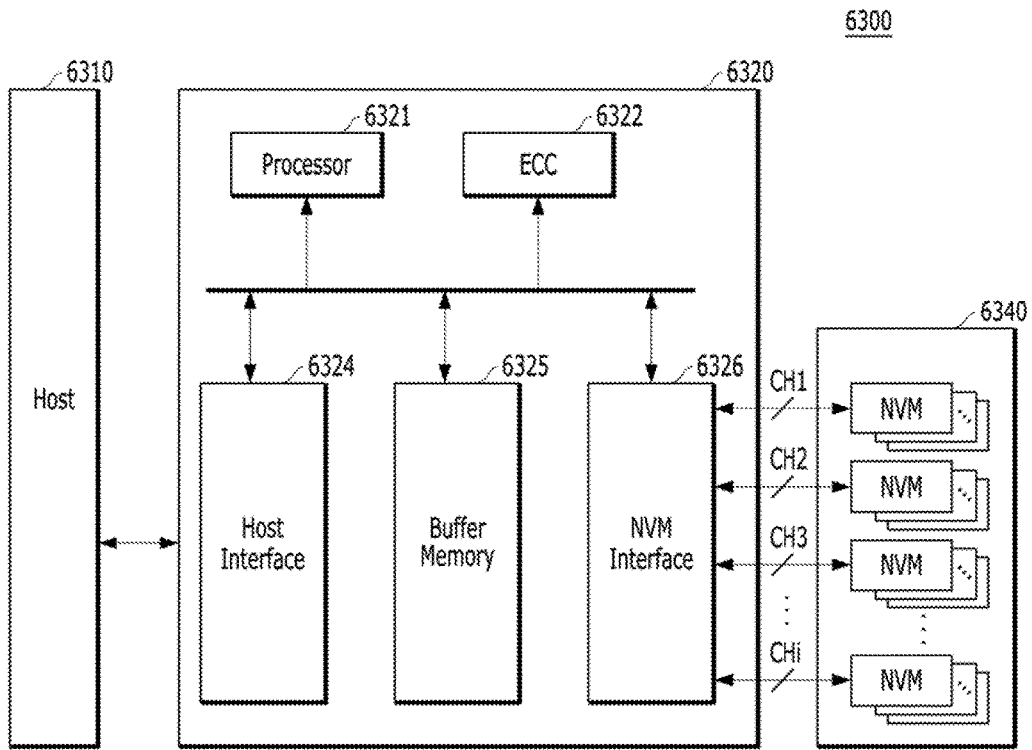 6300
6310
6320
6321
6322
Processor
ECC
6324
6325
6326
6340
Host
Host
Interface
Buffer
Memory
NVM
Interface
CH1
NVM
CH2
NVM
CH3
NVM
CHi
NVM